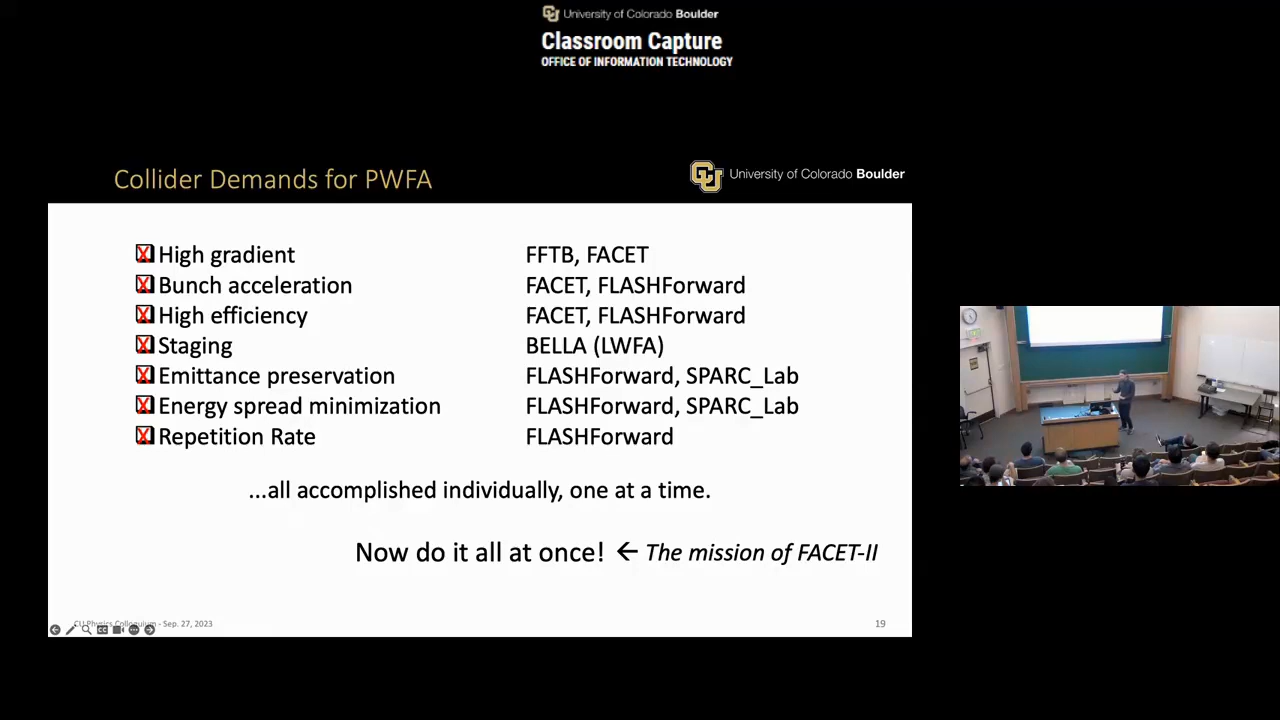 University of Colorado Boulder
Classroom Capture
OFFICE OF INFORMATION TECHNOLOGY
Collider Demands for PWFA
University of Colorado Boulder
High gradient FFTB, FACET
Bunch acceleration FACET, FLASHForward
High efficiency FACET, FLASHForward
Staging BELLA (LWFA)
Emittance preservation FLASHForward, SPARC_Lab
Energy spread minimization FLASHForward, SPARC_Lab
Repetition Rate FLASHForward
...all accomplished individually, one at a time.
Now do it all at once! ← The mission of FACET-II
CU Physics Colloquium - Sep. 27, 2023
19